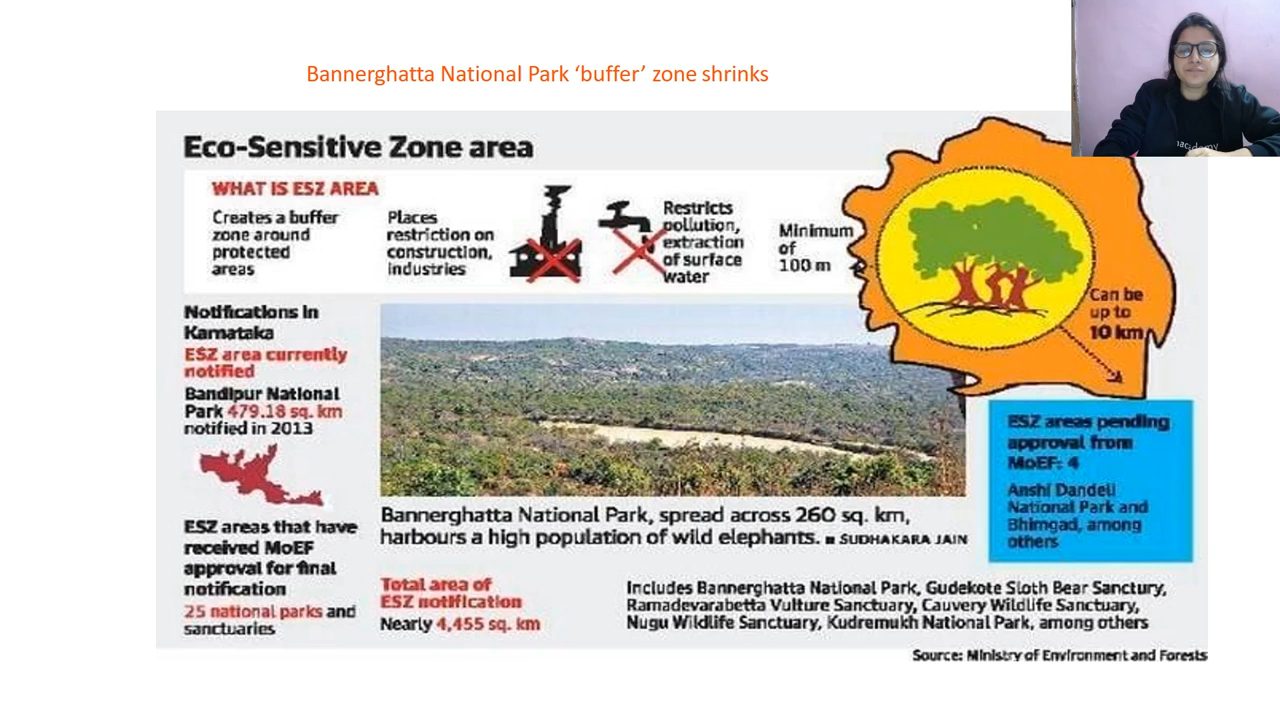 Bannerghatta National Park ‘buffer’ zone shrinks
Eco-Sensitive Zone area
WHAT IS ESZ AREA
Creates a buffer
zone around
protected
areas
Places
restriction on
construction,
industries
Restricts
pollution,
extraction
of surface
water
Minimum
of
100 m
Can be
up to
10 km
Notifications in
Karnataka
ESZ area currently
notified
Bandipur National
Park 479.18 sq. km
notified in 2013
ESZ areas that have
received MoEF
approval for final
notification
25 national parks and
sanctuaries
Bannerghatta National Park, spread across 260 sq. km,
harbours a high population of wild elephants. ■ SUDHAKARA JAIN
Total area of
ESZ notification
Nearly 4,455 sq. km
ESZ areas pending
approval from
MoEF: 4
Anshi Dandeli
National Park and
Bhimgad, among
others
Includes Bannerghatta National Park, Gudekote Sloth Bear Sanctury,
Ramadevarabetta Vulture Sanctuary, Cauvery Wildlife Sanctuary,
Nugu Wildlife Sanctuary, Kudremukh National Park, among others
Source: Ministry of Environment and Forests